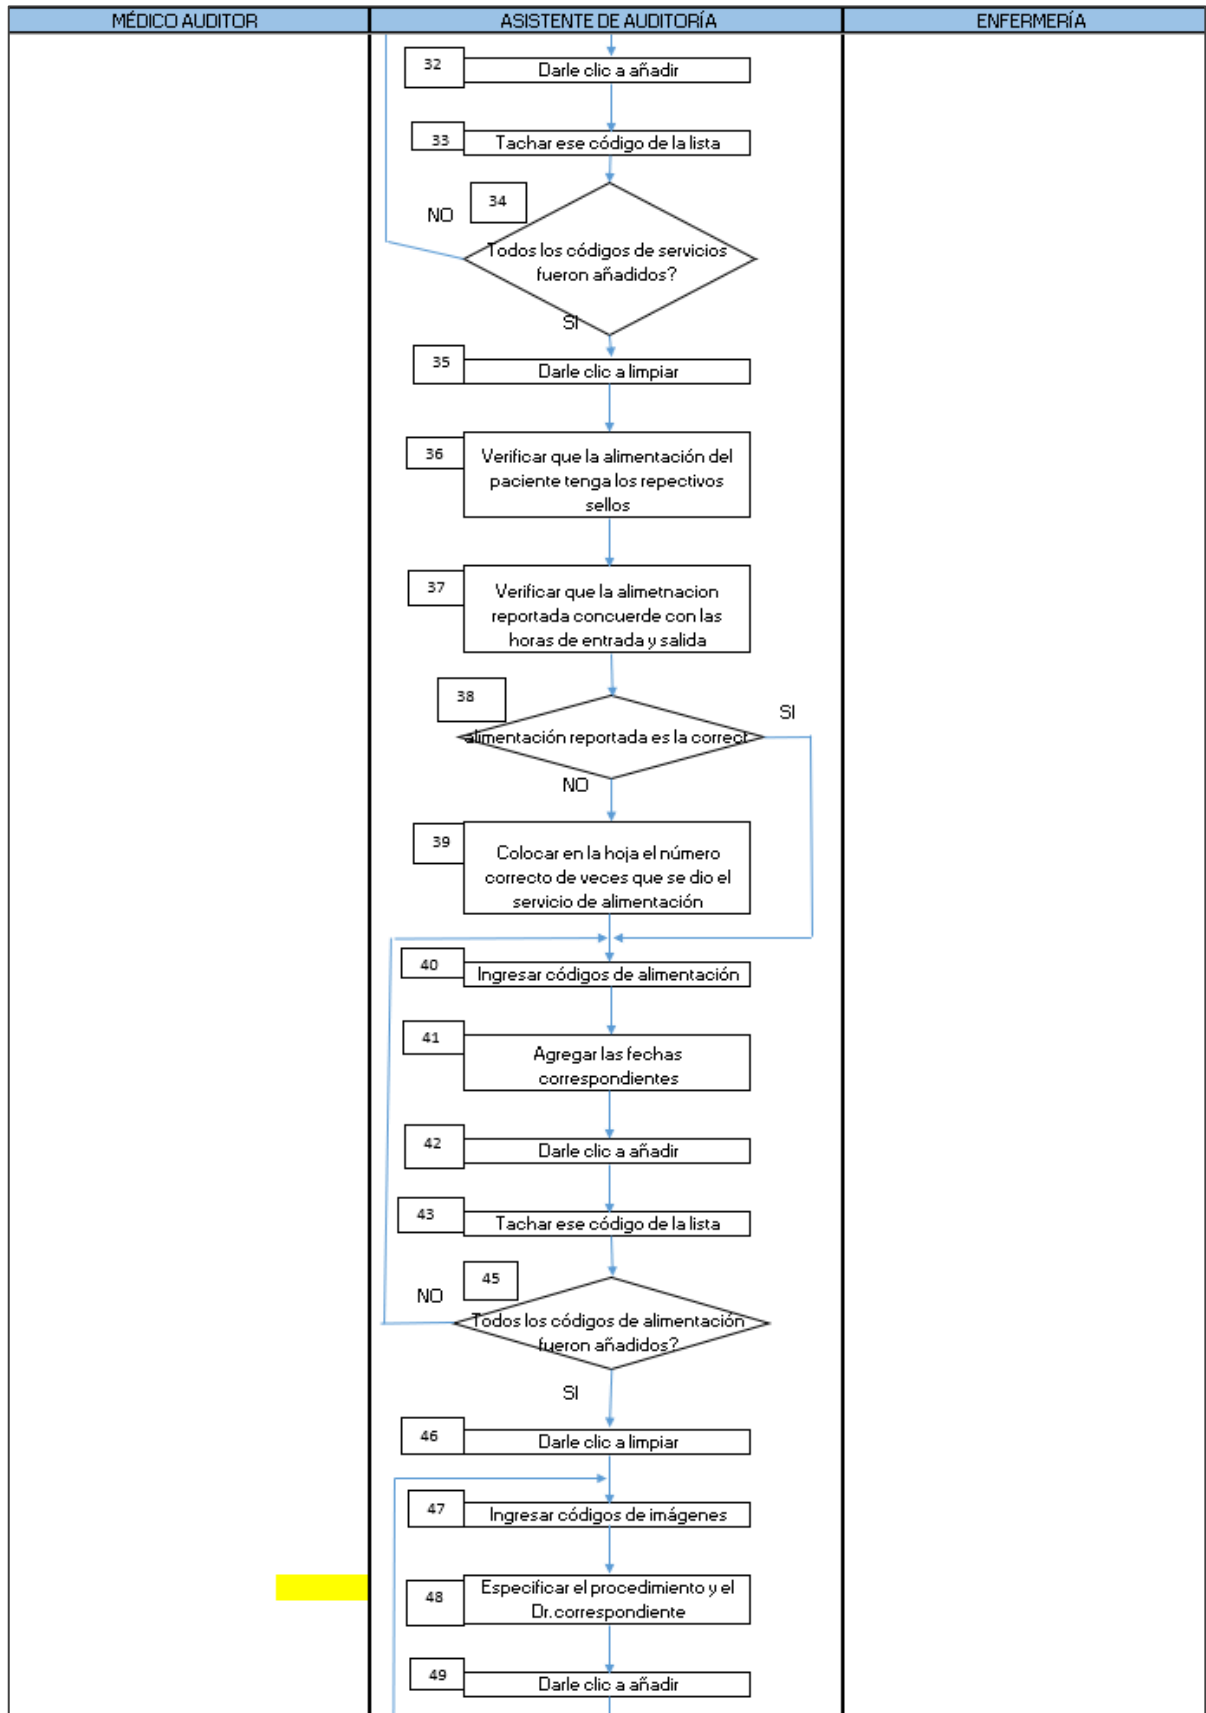 MÉDICO AUDITOR
ASISTENTE DE AUDITORÍA
ENFERMERÍA
32
Darle clic a añadir
33
Tachar ese código de la lista
34
NO
Todos los códigos de servicios
fueron añadidos?
SI
35
Darle clic a limpiar
36
Verificar que la alimentación del
paciente tenga los repectivos
sellos
37
Verificar que la alimetnacion
reportada concuerde con las
horas de entrada y salida
38
SI
alimentación reportada es la correct
NO
39
Colocar en la hoja el número
correcto de veces que se dio el
servicio de alimentación
40
Ingresar códigos de alimentación
41
Agregar las fechas
correspondientes
42
Darle clic a añadir
43
Tachar ese código de la lista
45
NO
Todos los códigos de alimentación
fueron añadidos?
SI
46
Darle clic a limpiar
47
Ingresar códigos de imágenes
48
Especificar el procedimiento y el
Dr.correspondiente
49
Darle clic a añadir